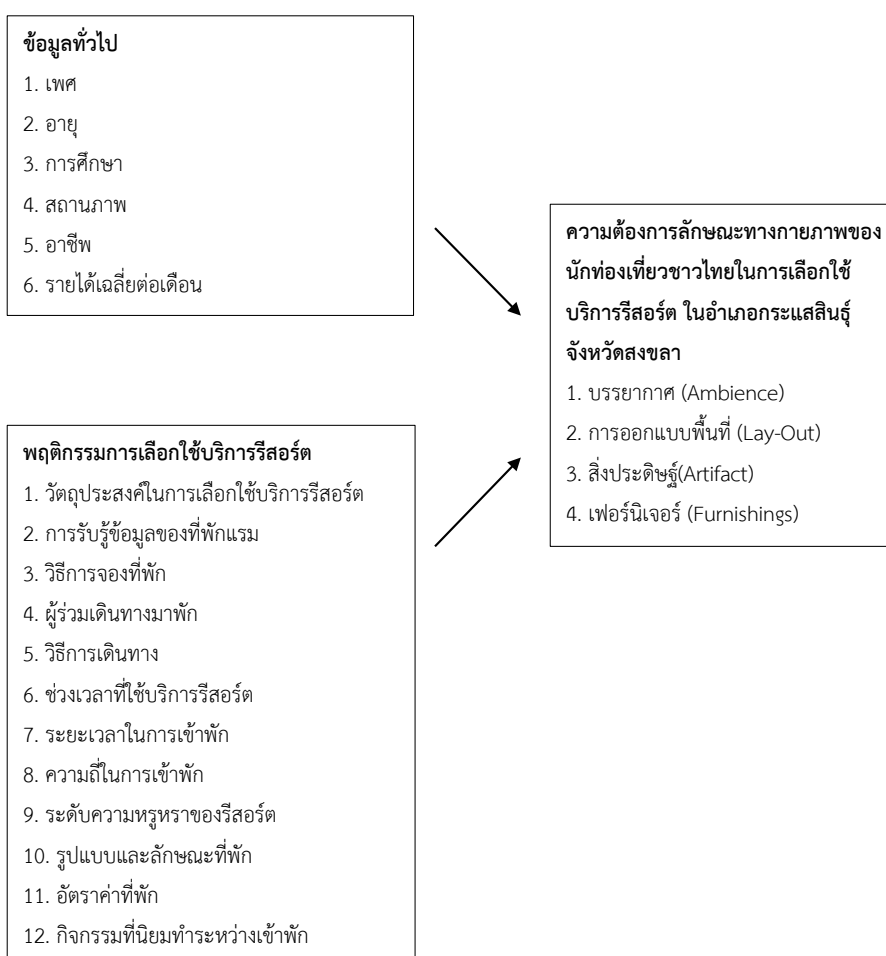 ข้อมูลทั่วไป
1. เพศ
2. อายุ
3. การศึกษา
4. สถานภาพ
5. อาชีพ
6. รายได้เฉลี่ยต่อเดือน
พฤติกรรมการเลือกใช้บริการรีสอร์ต
1. วัตถุประสงค์ในการเลือกใช้บริการรีสอร์ต
2. การรับรู้ข้อมูลของที่พักแรม
3. วิธีการจองที่พัก
4. ผู้ร่วมเดินทางมาพัก
5. วิธีการเดินทาง
6. ช่วงเวลาที่ใช้บริการรีสอร์ต
7. ระยะเวลาในการเข้าพัก
8. ความถี่ในการเข้าพัก
9. ระดับความหรูหราของรีสอร์ต
10. รูปแบบและลักษณะที่พัก
11. อัตราค่าที่พัก
12. กิจกรรมที่นิยมทำระหว่างเข้าพัก
ความต้องการลักษณะทางกายภาพของ
นักท่องเที่ยวชาวไทยในการเลือกใช้
บริการรีสอร์ต ในอำเภอกระแสสินธุ์
จังหวัดสงขลา
1. บรรยากาศ (Ambience)
2. การออกแบบพื้นที่ (Lay-Out)
3. สิ่งประดิษฐ์(Artifact)
4. เฟอร์นิเจอร์ (Furnishings)